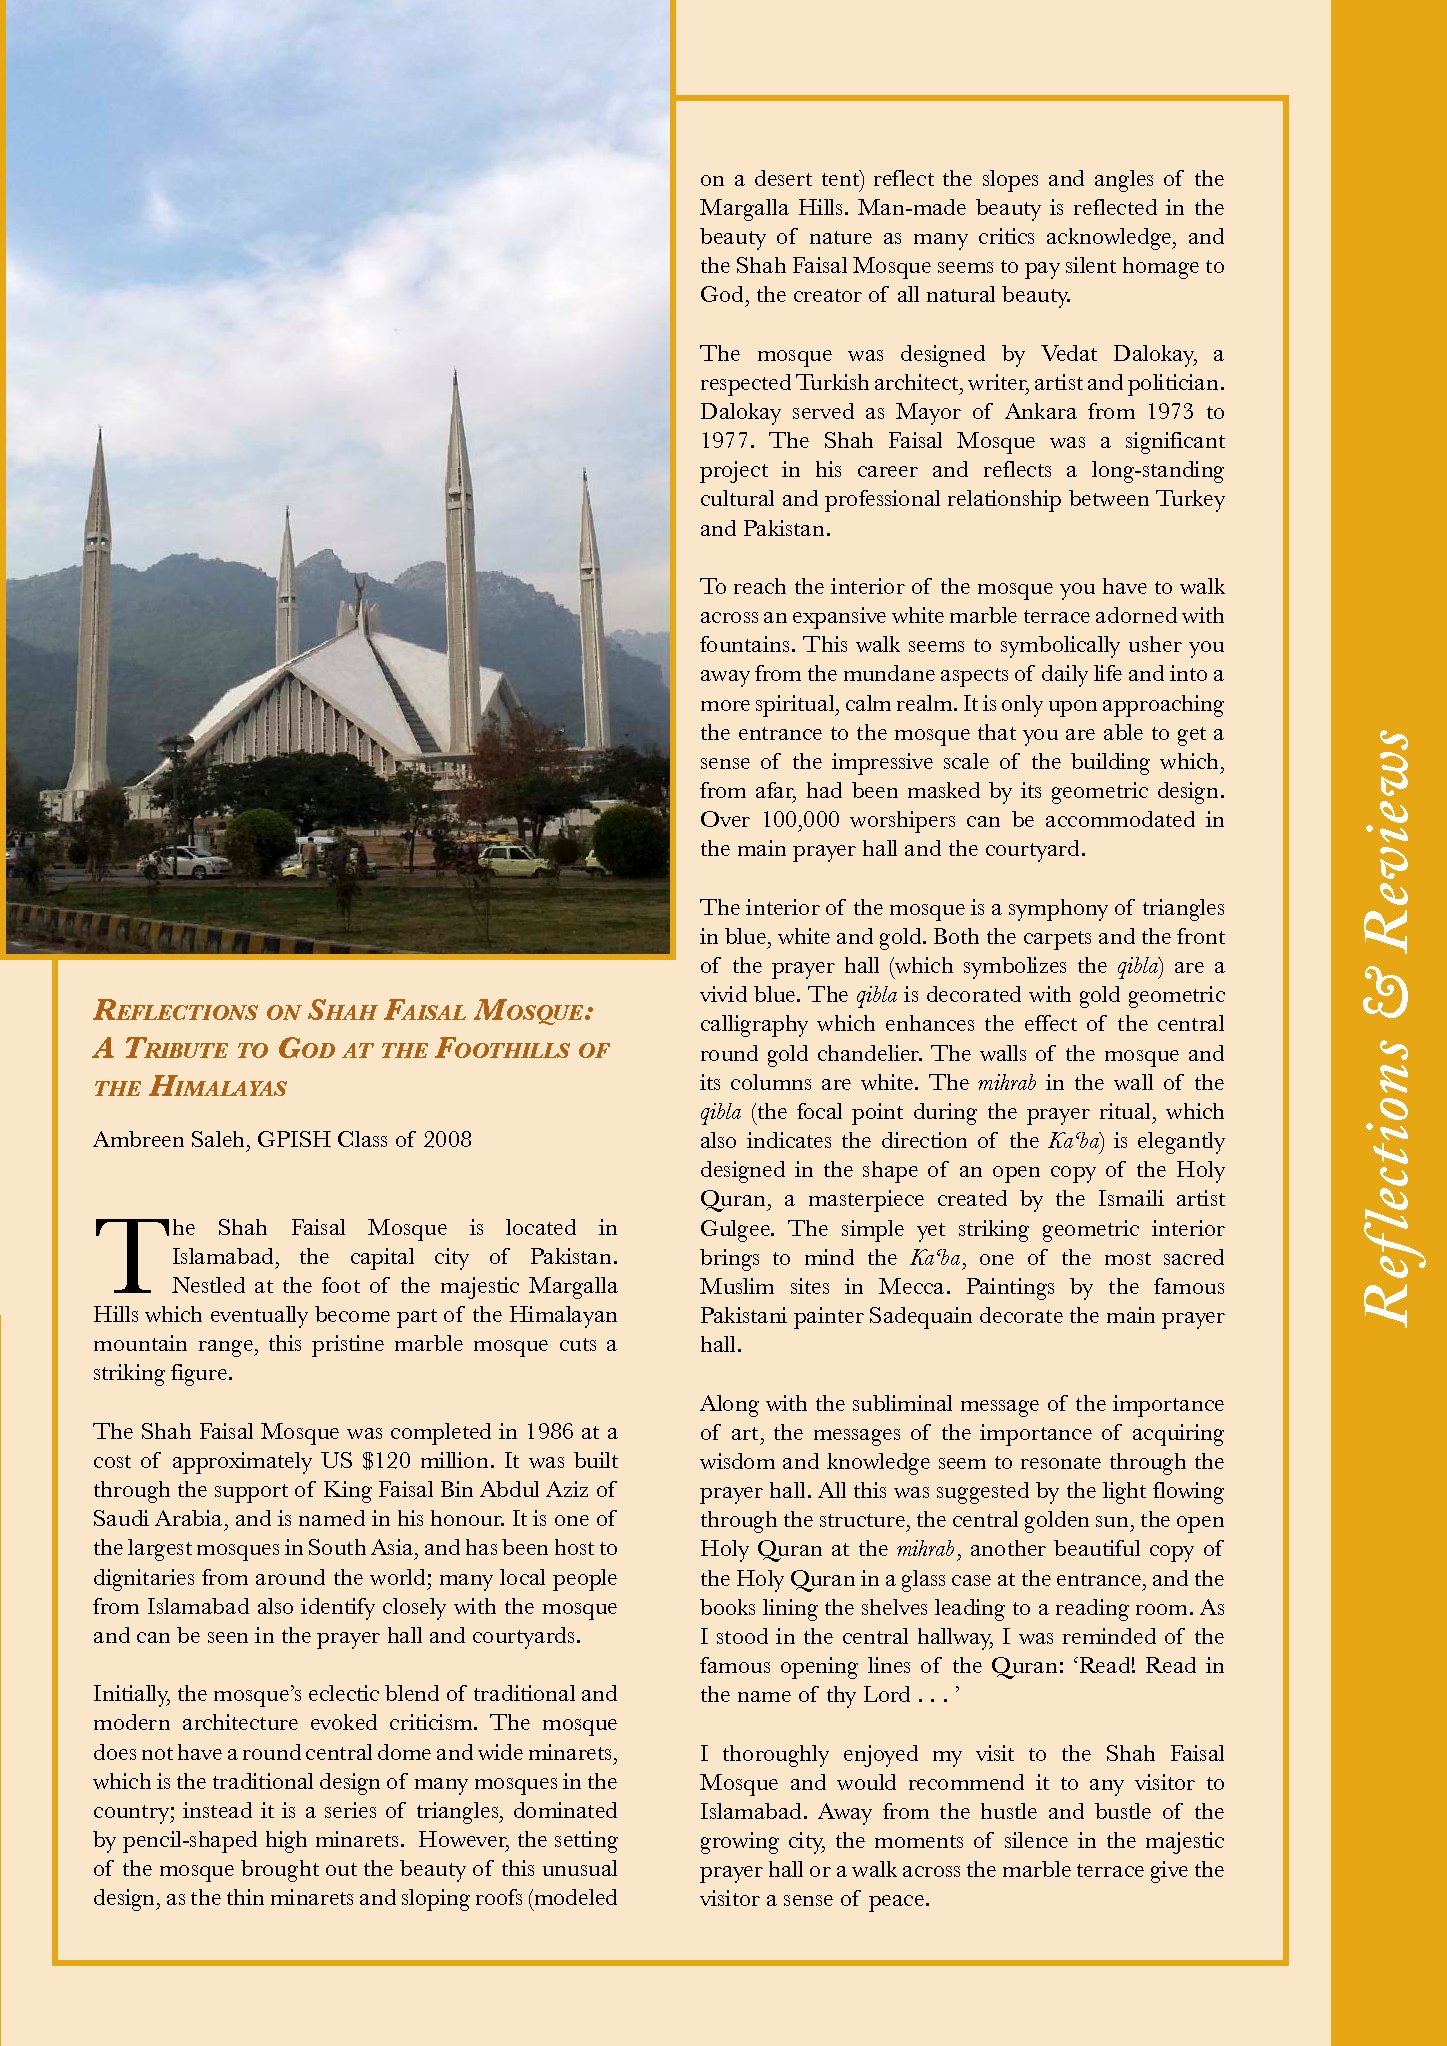 REFLECTIONS ON SHAH FAISAL MOSQUE:
A TRIBUTE TO GOD AT THE FOOTHILLS OF
THE HIMALAYAS
Ambreen Saleh, GPISH Class of 2008
The Shah Faisal Mosque is located in
Islamabad, the capital city of Pakistan.
Nestled at the foot of the majestic Margalla
Hills which eventually become part of the Himalayan
mountain range, this pristine marble mosque cuts a
striking figure.
The Shah Faisal Mosque was completed in 1986 at a
cost of approximately US $120 million. It was built
through the support of King Faisal Bin Abdul Aziz of
Saudi Arabia, and is named in his honour. It is one of
the largest mosques in South Asia, and has been host to
dignitaries from around the world; many local people
from Islamabad also identify closely with the mosque
and can be seen in the prayer hall and courtyards.
Initially, the mosque's eclectic blend of traditional and
modern architecture evoked criticism. The mosque
does not have a round central dome and wide minarets,
which is the traditional design of many mosques in the
country; instead it is a series of triangles, dominated
by pencil-shaped high minarets. However, the setting
of the mosque brought out the beauty of this unusual
design, as the thin minarets and sloping roofs (modeled
on a desert tent) reflect the slopes and angles of the
Margalla Hills. Man-made beauty is reflected in the
beauty of nature as many critics acknowledge, and
the Shah Faisal Mosque seems to pay silent homage to
God, the creator of all natural beauty.
The mosque was designed by Vedat Dalokay, a
respected Turkish architect, writer, artist and politician.
Dalokay served as Mayor of Ankara from 1973 to
1977. The Shah Faisal Mosque was a significant
project in his career and reflects a long-standing
cultural and professional relationship between Turkey
and Pakistan.
To reach the interior of the mosque you have to walk
across an expansive white marble terrace adorned with
fountains. This walk seems to symbolically usher you
away from the mundane aspects of daily life and into a
more spiritual, calm realm. It is only upon approaching
the entrance to the mosque that you are able to get a
sense of the impressive scale of the building which,
from afar, had been masked by its geometric design.
Over 100,000 worshipers can be accommodated in
the main prayer hall and the courtyard.
The interior of the mosque is a symphony of triangles
in blue, white and gold. Both the carpets and the front
of the prayer hall (which symbolizes the qibla) are a
vivid blue. The qibla is decorated with gold geometric
calligraphy which enhances the effect of the central
round gold chandelier. The walls of the mosque and
its columns are white. The mihrab in the wall of the
qibla (the focal point during the prayer ritual, which
also indicates the direction of the Ka‘ba) is elegantly
designed in the shape of an open copy of the Holy
Quran, a masterpiece created by the Ismaili artist
Gulgee. The simple yet striking geometric interior
brings to mind the Ka‘ba, one of the most sacred
Muslim sites in Mecca. Paintings by the famous
Pakistani painter Sadequain decorate the main prayer
hall.
Along with the subliminal message of the importance
of art, the messages of the importance of acquiring
wisdom and knowledge seem to resonate through the
prayer hall. All this was suggested by the light flowing
through the structure, the central golden sun, the open
Holy Quran at the mihrab, another beautiful copy of
the Holy Quran in a glass case at the entrance, and the
books lining the shelves leading to a reading room. As
I stood in the central hallway, I was reminded of the
famous opening lines of the Quran: ‘Read! Read in
the name of thy Lord . . . ’
I thoroughly enjoyed my visit to the Shah Faisal
Mosque and would recommend it to any visitor to
Islamabad. Away from the hustle and bustle of the
growing city, the moments of silence in the majestic
prayer hall or a walk across the marble terrace give the
visitor a sense of peace.
Reflections & Reviews